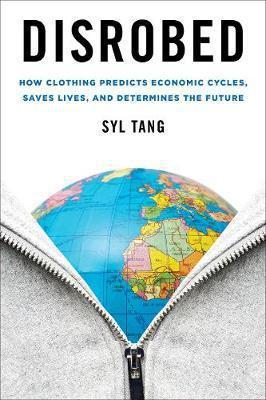 DISROBED
HOW CLOTHING PREDICTS ECONOMIC CYCLES,
SAVES LIVES, AND DETERMINES THE FUTURE
SYL TANG